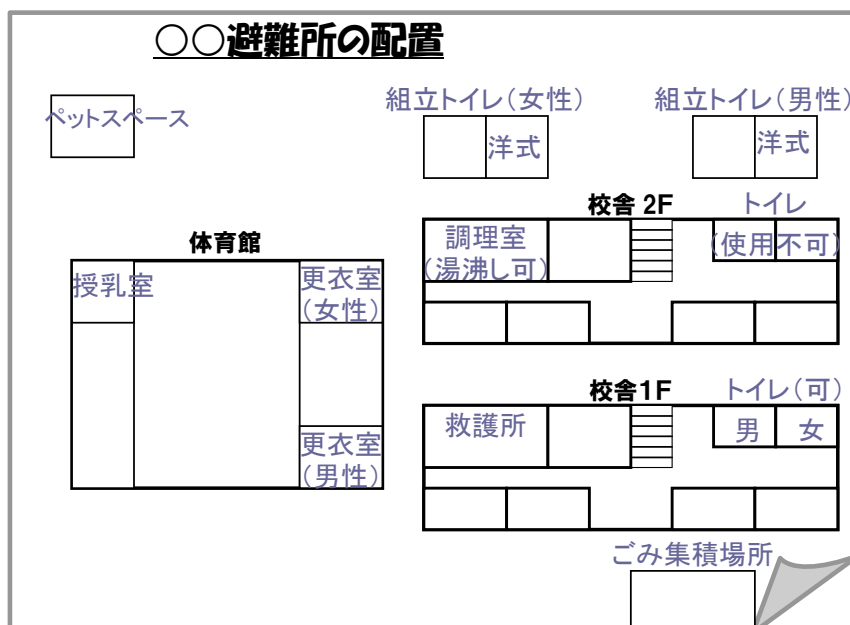 ○○避難所の配置
ペットスペース
組立トイレ(女性)
組立トイレ(男性)
洋式
洋式
校舎 2F
トイレ
調理室
(湯沸し可)
(使用不可)
体育館
授乳室
更衣室
(女性)
更衣室
(男性)
校舎1F
トイレ(可)
救護所
男
女
ごみ集積場所